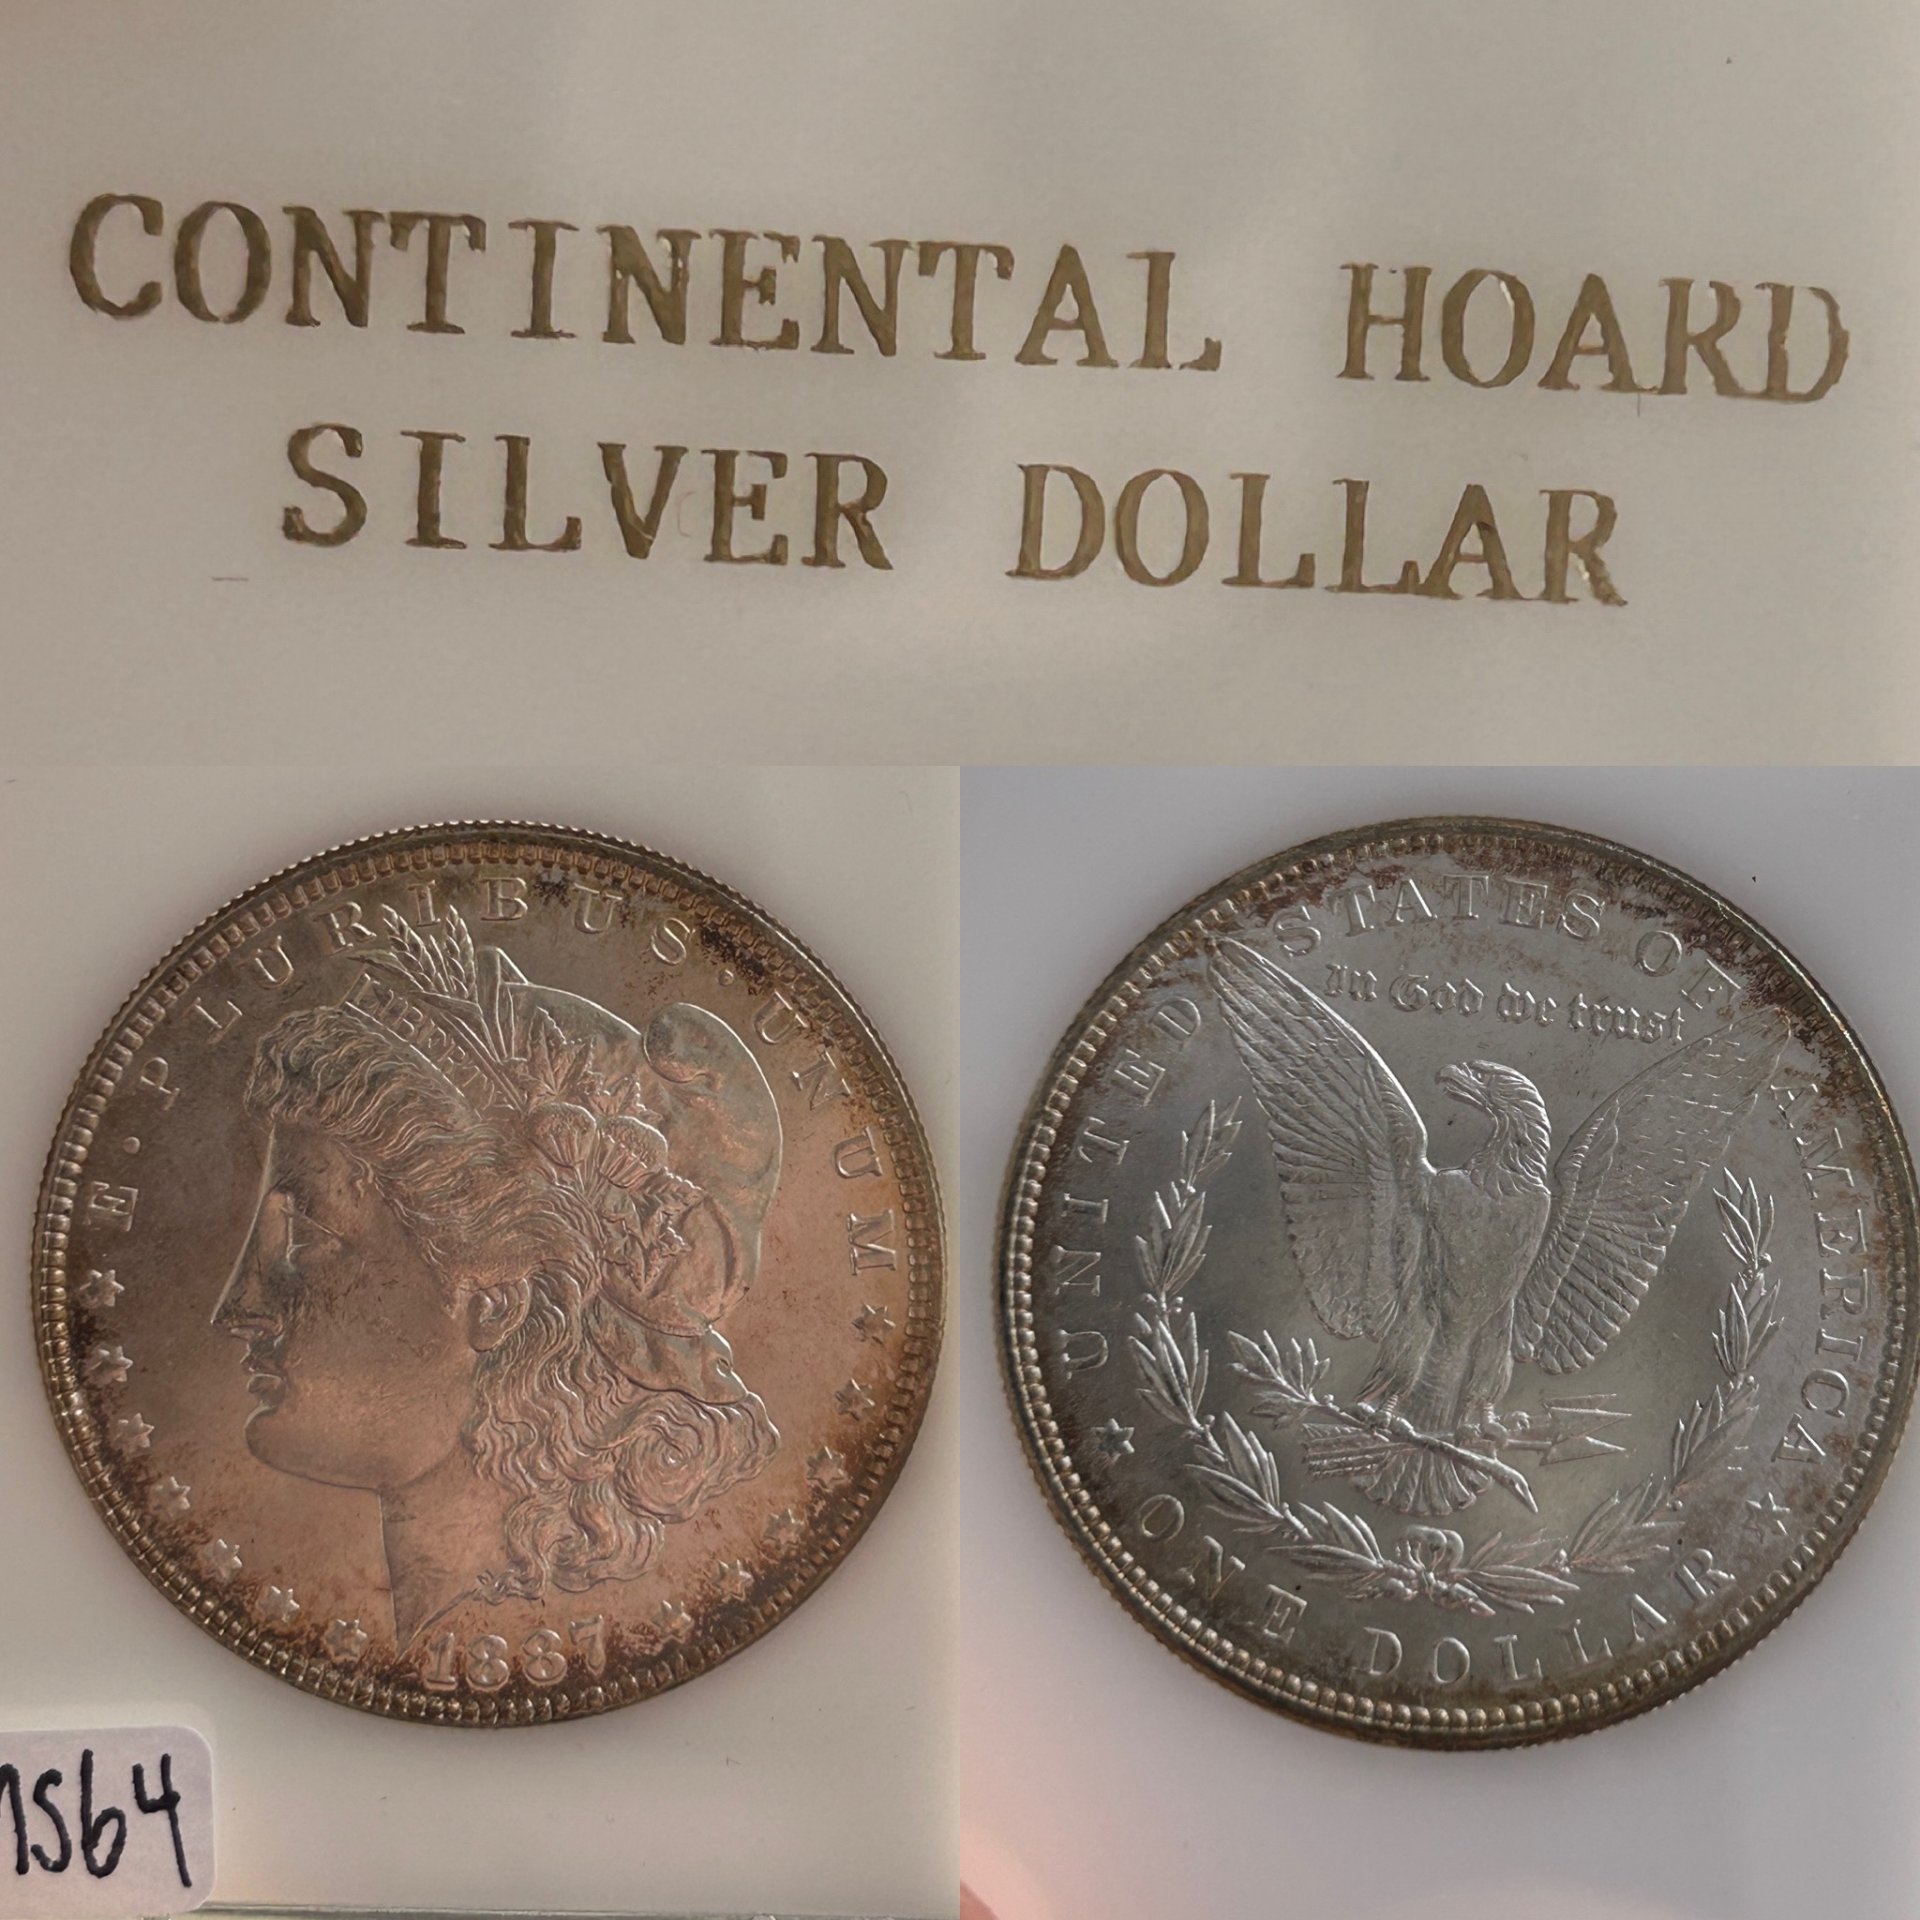 CONTINENTAL HOARD
SILVER DOLLAR
E · PLURIBUS · UNUM
LIBERTY
1887
MS64
UNITED STATES OF AMERICA
In God we trust
ONE DOLLAR